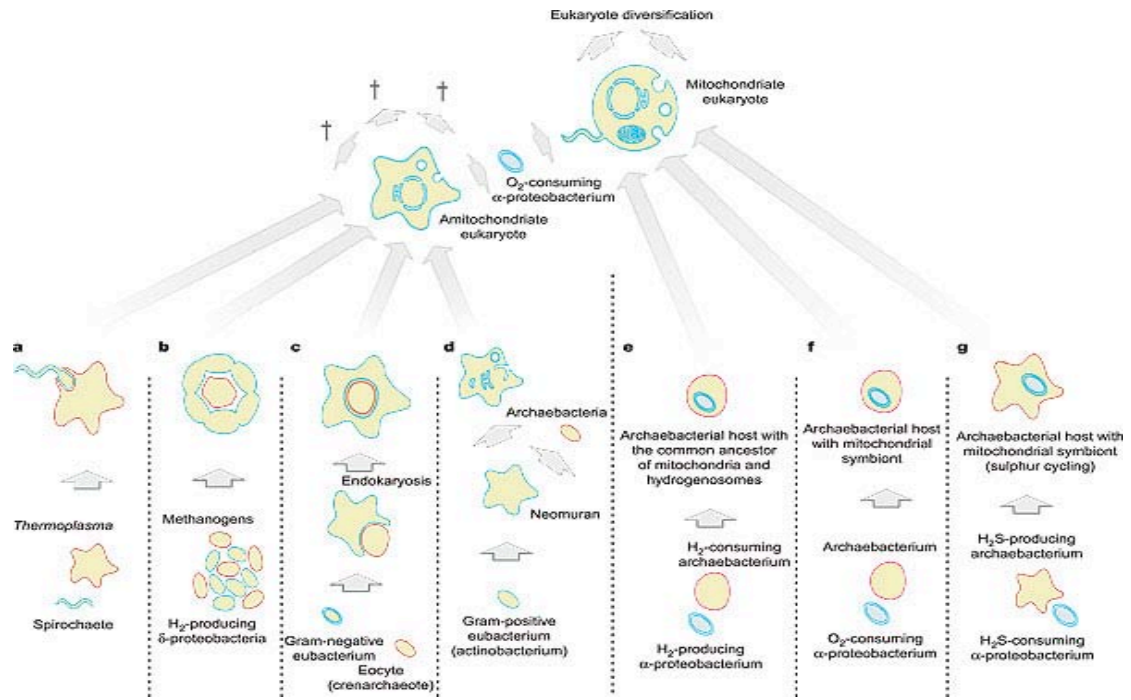 Eukaryote diversification
Mitochondriate
eukaryote
†
†
†
O₂-consuming
α-proteobacterium
Amitochondriate
eukaryote
a
Thermoplasma
Spirochaete
b
Methanogens
H₂-producing
δ-proteobacteria
c
Endokaryosis
Gram-negative
eubacterium
Eocyte
(crenarchaeote)
d
Archaebacteria
Neomuran
Gram-positive
eubacterium
(actinobacterium)
e
Archaebacterial host with
the common ancestor
of mitochondria and
hydrogenosomes
H₂-consuming
archaebacterium
H₂-producing
α-proteobacterium
f
Archaebacterial host
with mitochondrial
symbiont
Archaebacterium
O₂-consuming
α-proteobacterium
g
Archaebacterial host with
mitochondrial symbiont
(sulphur cycling)
H₂S-producing
archaebacterium
H₂S-consuming
α-proteobacterium